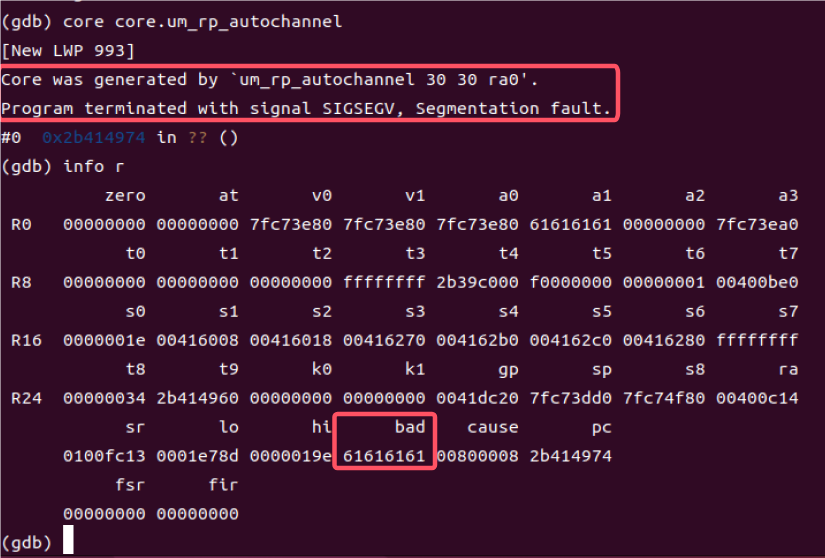 (gdb) core core.um_rp_autochannel
[New LWP 993]
Core was generated by `um_rp_autochannel 30 30 ra0'.
Program terminated with signal SIGSEGV, Segmentation fault.
#0  0x2b414974 in ?? ()
(gdb) info r
zero at v0 v1 a0 a1 a2 a3
R0 00000000 00000000 7fc73e80 7fc73e80 7fc73e80 61616161 00000000 7fc73ea0
t0 t1 t2 t3 t4 t5 t6 t7
R8 00000000 00000000 00000000 ffffffff 2b39c000 f0000000 00000001 00400be0
s0 s1 s2 s3 s4 s5 s6 s7
R16 0000001e 00416008 00416018 00416270 004162b0 004162c0 00416280 ffffffff
t8 t9 k0 k1 gp sp s8 ra
R24 00000034 2b414960 00000000 00000000 0041dc20 7fc73dd0 7fc74f80 00400c14
sr lo hi bad cause pc
0100fc13 0001e78d 0000019e 61616161 00800008 2b414974
fsr fir
00000000 00000000
(gdb)